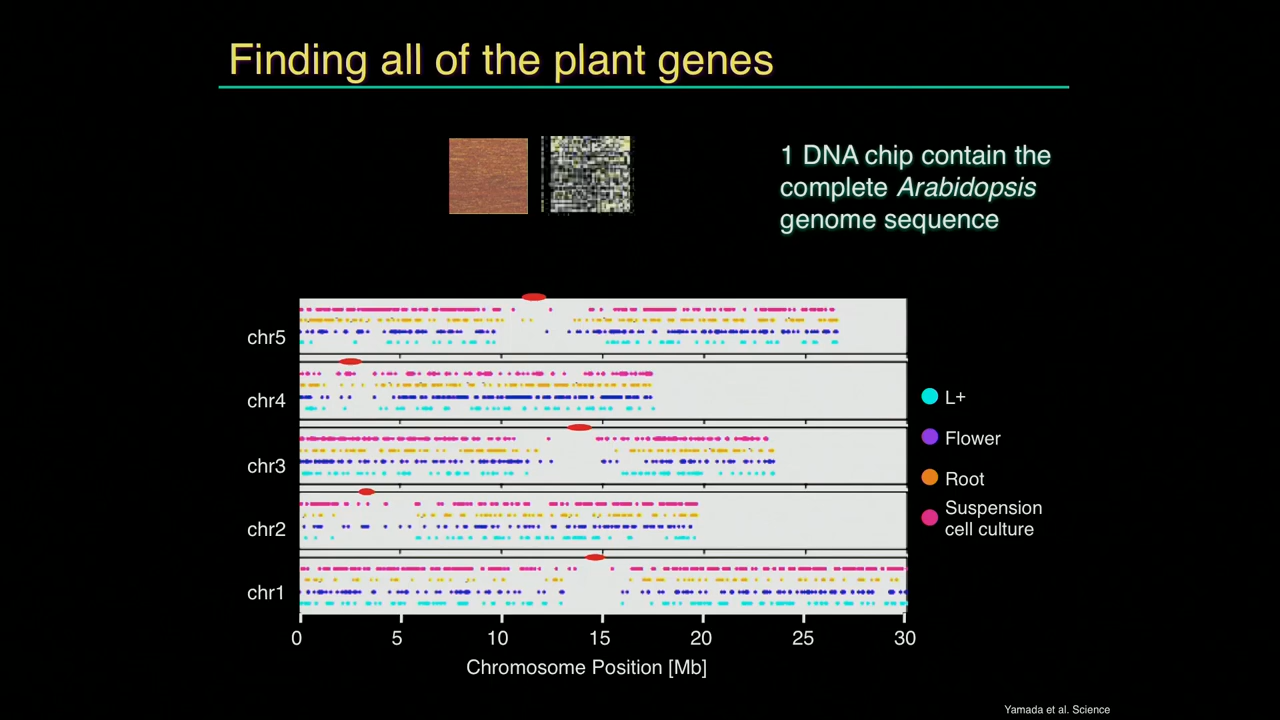 Finding all of the plant genes
1 DNA chip contain the
complete Arabidopsis
genome sequence
chr5
chr4
chr3
chr2
chr1
L+
Flower
Root
Suspension
cell culture
0 5 10 15 20 25 30
Chromosome Position [Mb]
Yamada et al. Science